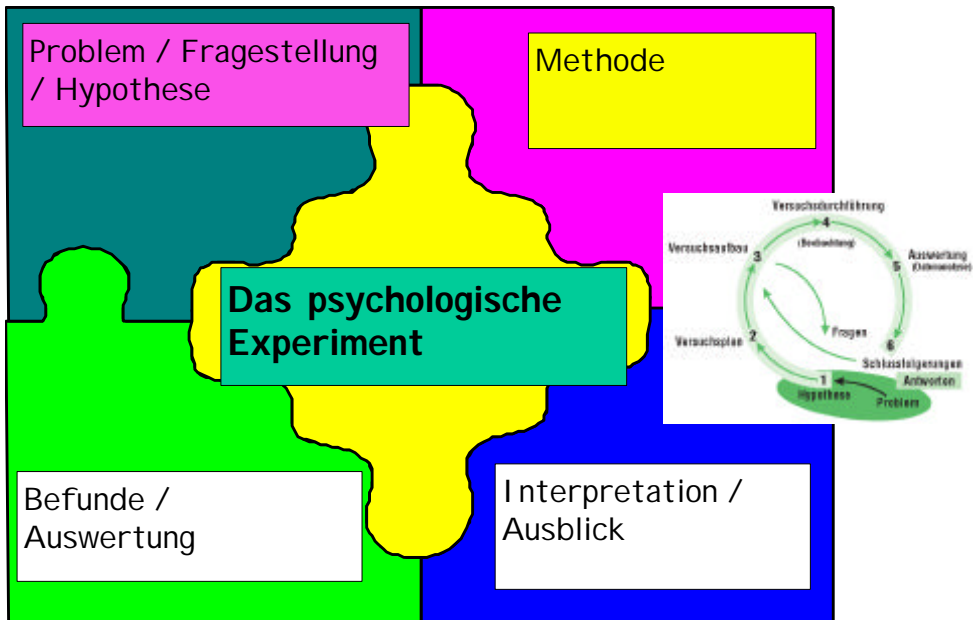 Problem / Fragestellung
/ Hypothese
Methode
Das psychologische
Experiment
Befunde /
Auswertung
Interpretation /
Ausblick
Versuchsdurchführung
4
(Beobachtung)
Versuchsaufbau
3
5
Auswertung
(Datenanalyse)
Versuchsplan
2
Fragen
6
Schlussfolgerungen
Antworten
1
Hypothese
Problem